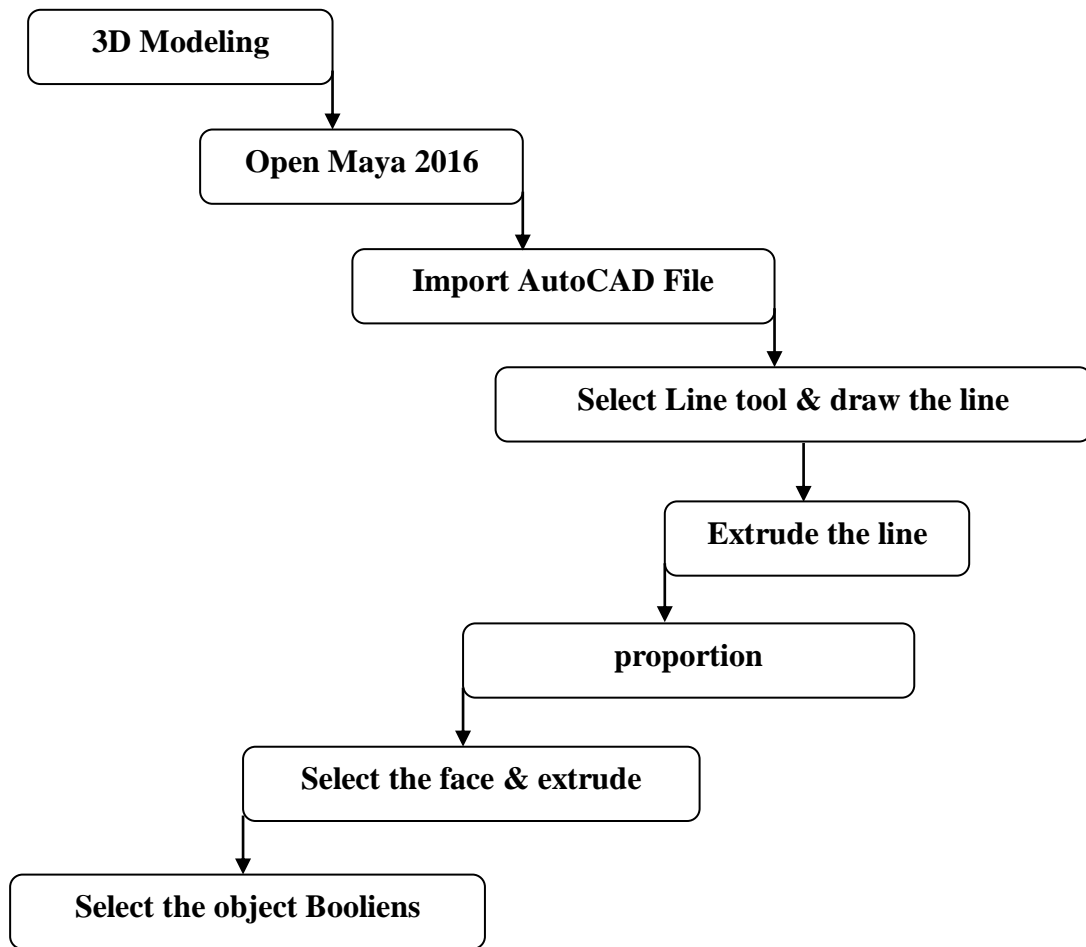 3D Modeling
Open Maya 2016
Import AutoCAD File
Select Line tool & draw the line
Extrude the line
proportion
Select the face & extrude
Select the object Booliens